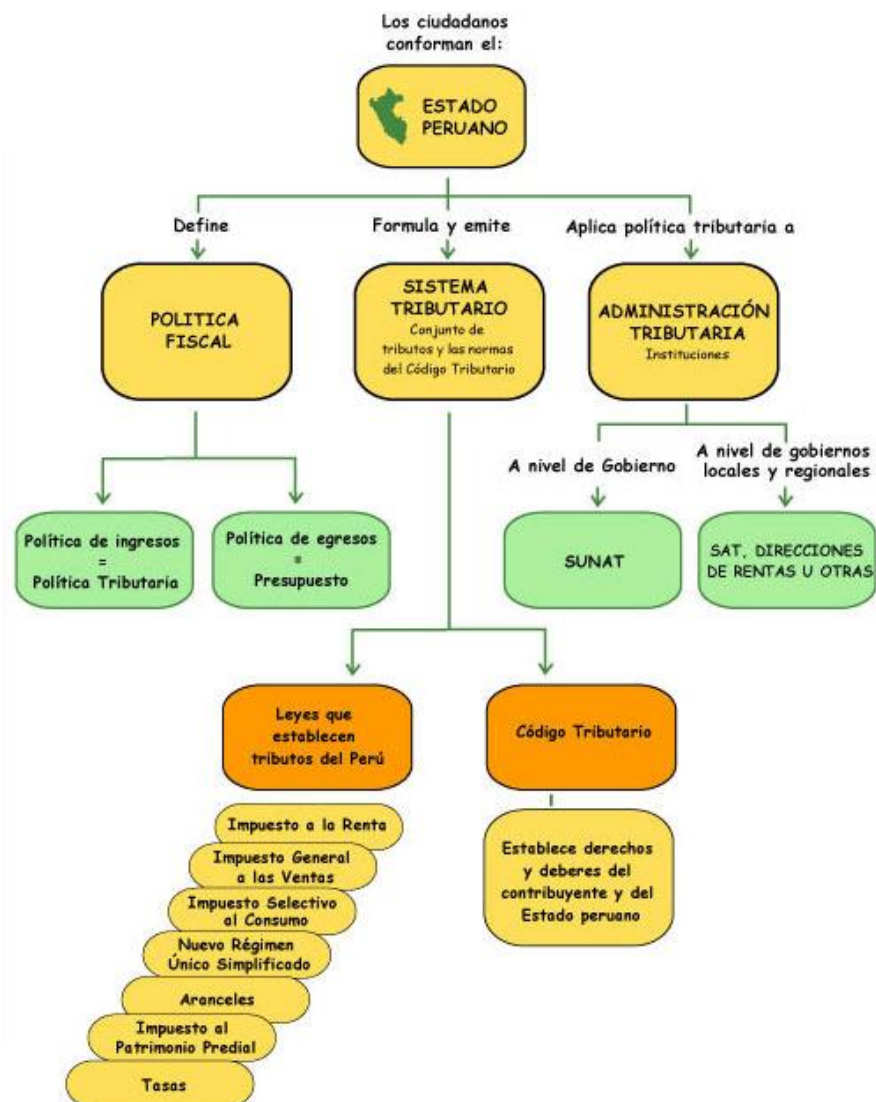 Los ciudadanos
conforman el:
ESTADO
PERUANO
Define
Formula y emite
Aplica política tributaria a
POLITICA
FISCAL
SISTEMA
TRIBUTARIO
Conjunto de
tributos y las normas
del Código Tributario
ADMINISTRACIÓN
TRIBUTARIA
Instituciones
A nivel de Gobierno
A nivel de gobiernos
locales y regionales
Política de ingresos
=
Política Tributaria
Política de egresos
=
Presupuesto
SUNAT
SAT, DIRECCIONES
DE RENTAS U OTRAS
Leyes que
establecen
tributos del Perú
Código Tributario
Impuesto a la Renta
Impuesto General
a las Ventas
Impuesto Selectivo
al Consumo
Nuevo Régimen
Único Simplificado
Aranceles
Impuesto al
Patrimonio Predial
Tasas
Establece derechos
y deberes del
contribuyente y del
Estado peruano